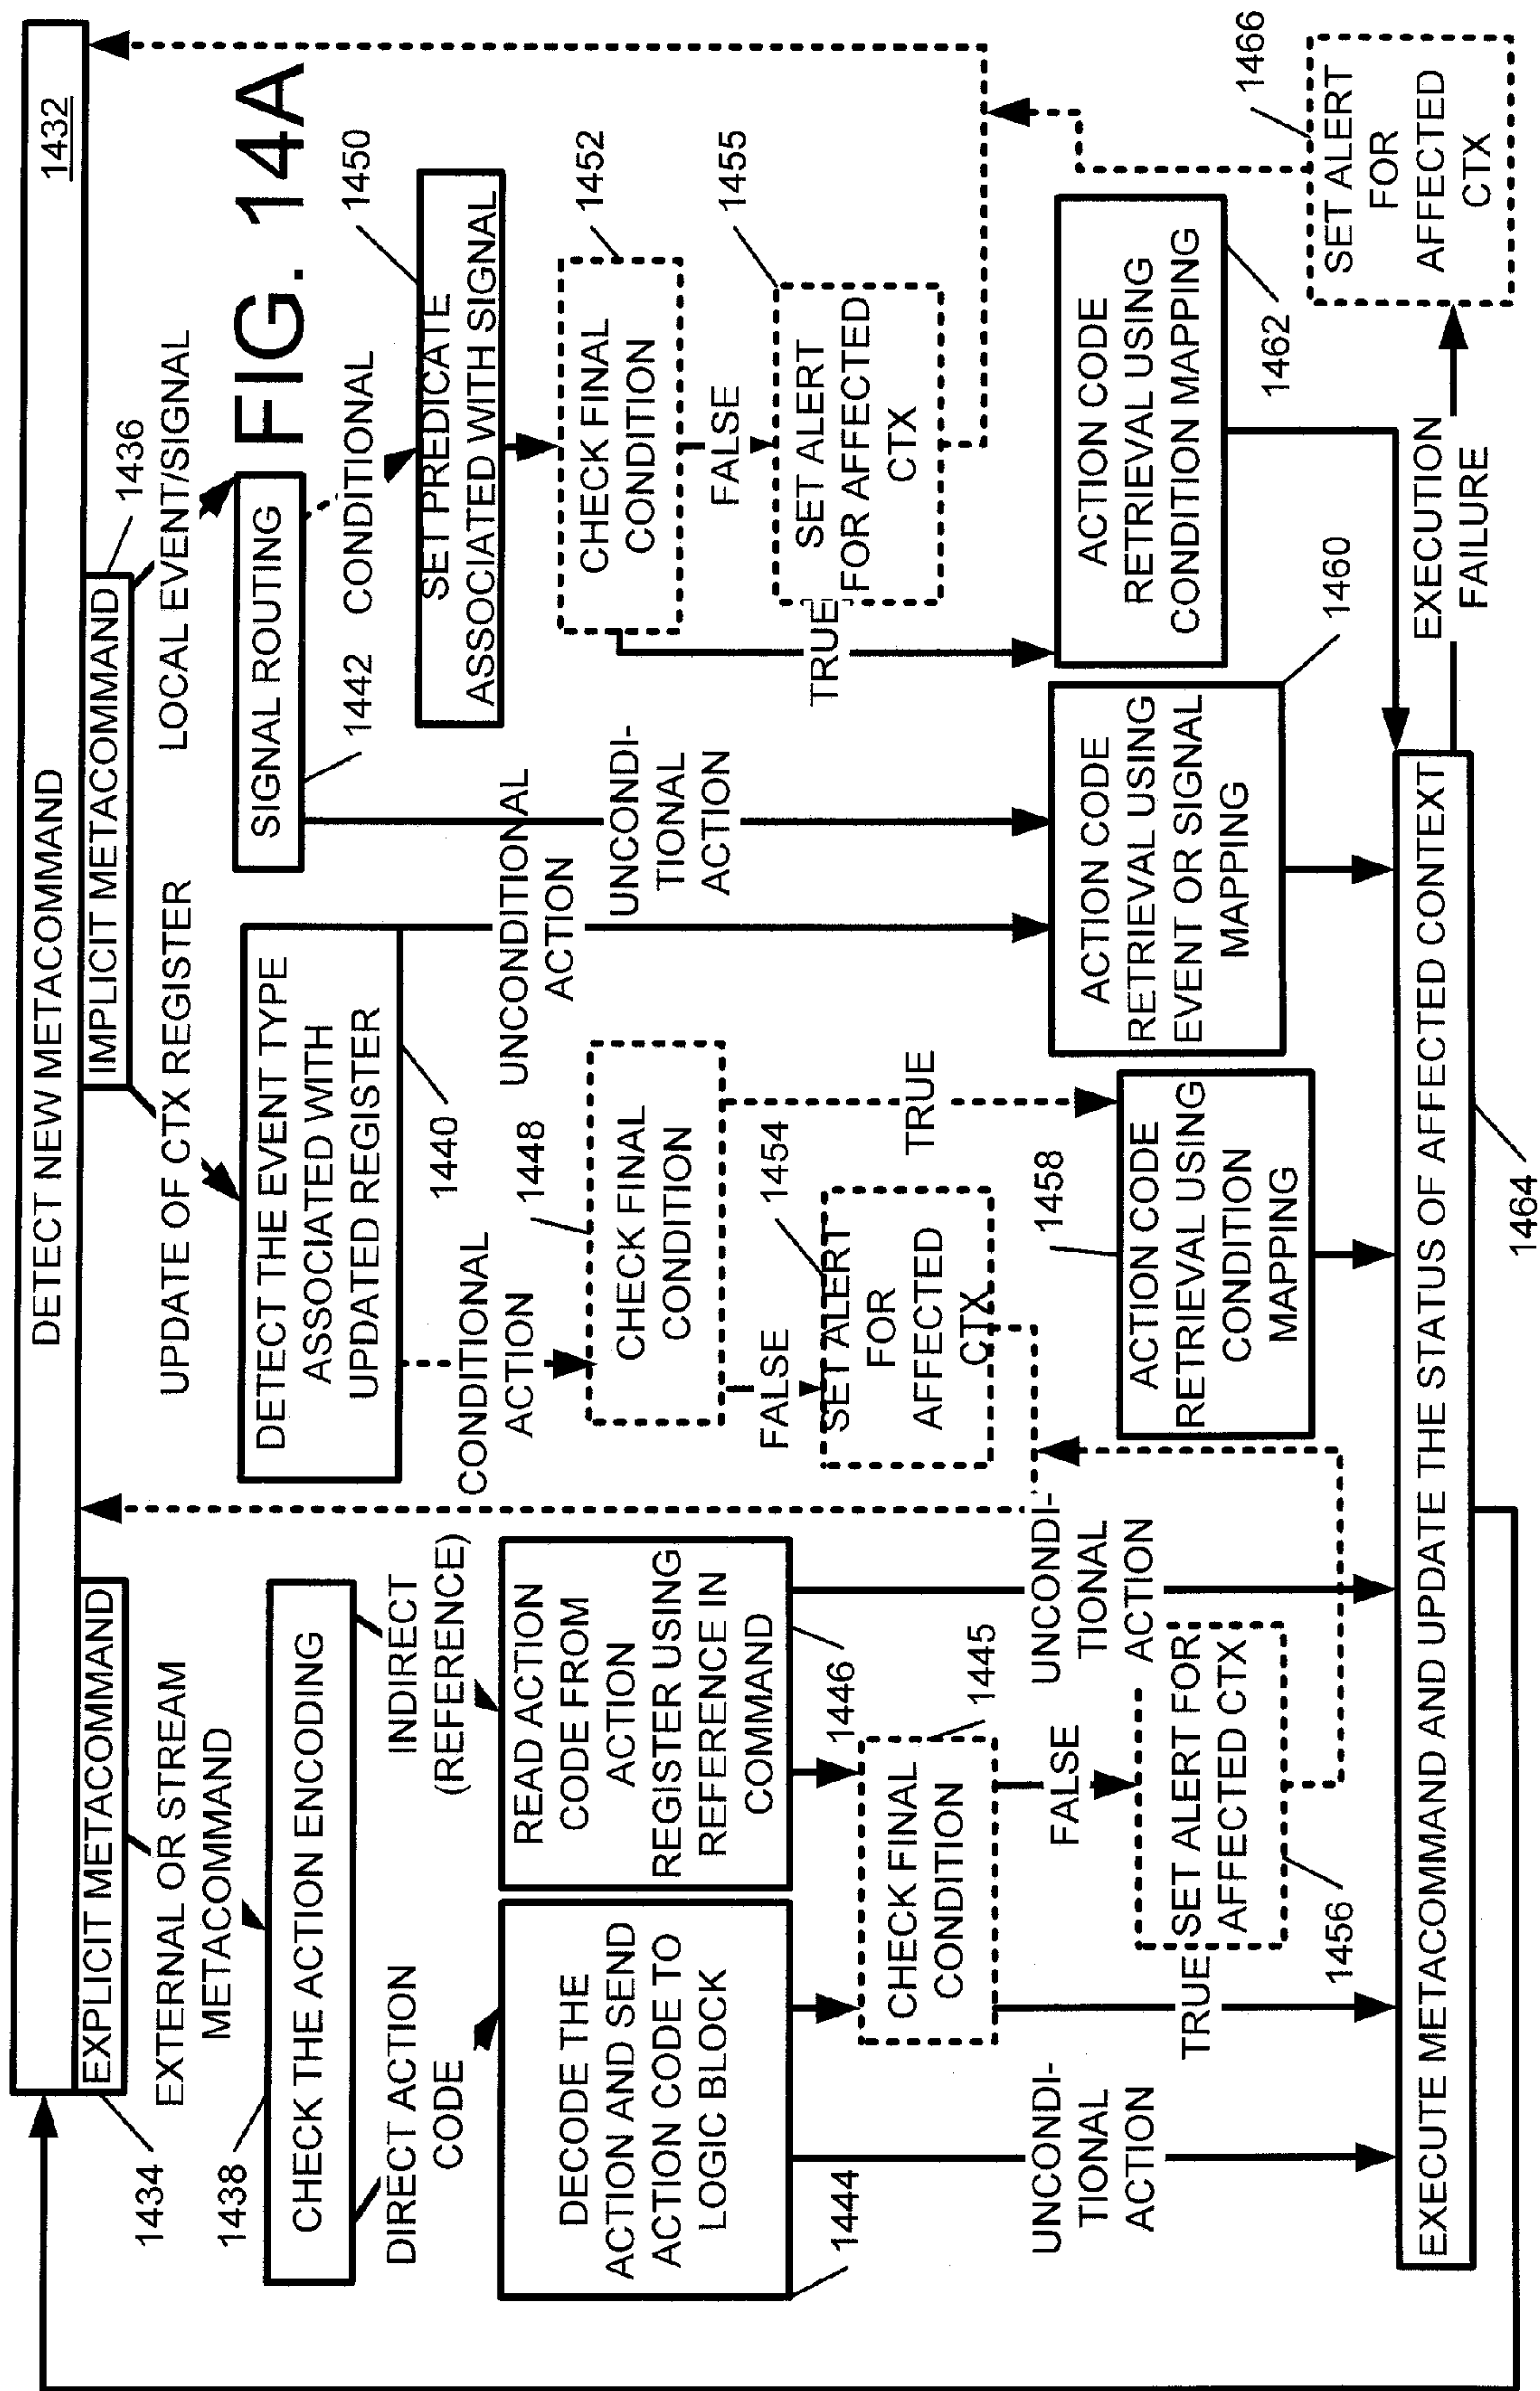 DETECT NEW METACOMMAND
1432
EXPLICIT METACOMMAND
IMPLICIT METACOMMAND
1434
1436
EXTERNAL OR STREAM
METACOMMAND
UPDATE OF CTX REGISTER
LOCAL EVENT/SIGNAL
FIG. 14A
1438
CHECK THE ACTION ENCODING
DETECT THE EVENT TYPE
ASSOCIATED WITH
UPDATED REGISTER
1440
SIGNAL ROUTING
1442
CONDITIONAL
1450
DIRECT ACTION
CODE
INDIRECT
(REFERENCE)
CONDITIONAL
ACTION
UNCONDITIONAL
ACTION
UNCONDI-
TIONAL
ACTION
SET PREDICATE
ASSOCIATED WITH SIGNAL
DECODE THE
ACTION AND SEND
ACTION CODE TO
LOGIC BLOCK
1444
READ ACTION
CODE FROM
ACTION
REGISTER USING
REFERENCE IN
COMMAND
1446
1448
CHECK FINAL
CONDITION
1452
CHECK FINAL
CONDITION
FALSE
TRUE
1454
SET ALERT
FOR
AFFECTED
CTX
FALSE
TRUE
1455
SET ALERT
FOR AFFECTED
CTX
1445
CHECK FINAL
CONDITION
FALSE
TRUE
UNCONDI-
TIONAL
ACTION
UNCONDI-
TIONAL
ACTION
SET ALERT FOR
AFFECTED CTX
1456
1458
ACTION CODE
RETRIEVAL USING
CONDITION
MAPPING
ACTION CODE
RETRIEVAL USING
EVENT OR SIGNAL
MAPPING
1460
ACTION CODE
RETRIEVAL USING
CONDITION MAPPING
1462
EXECUTE METACOMMAND AND UPDATE THE STATUS OF AFFECTED CONTEXT
1464
EXECUTION
FAILURE
1466
SET ALERT
FOR
AFFECTED
CTX